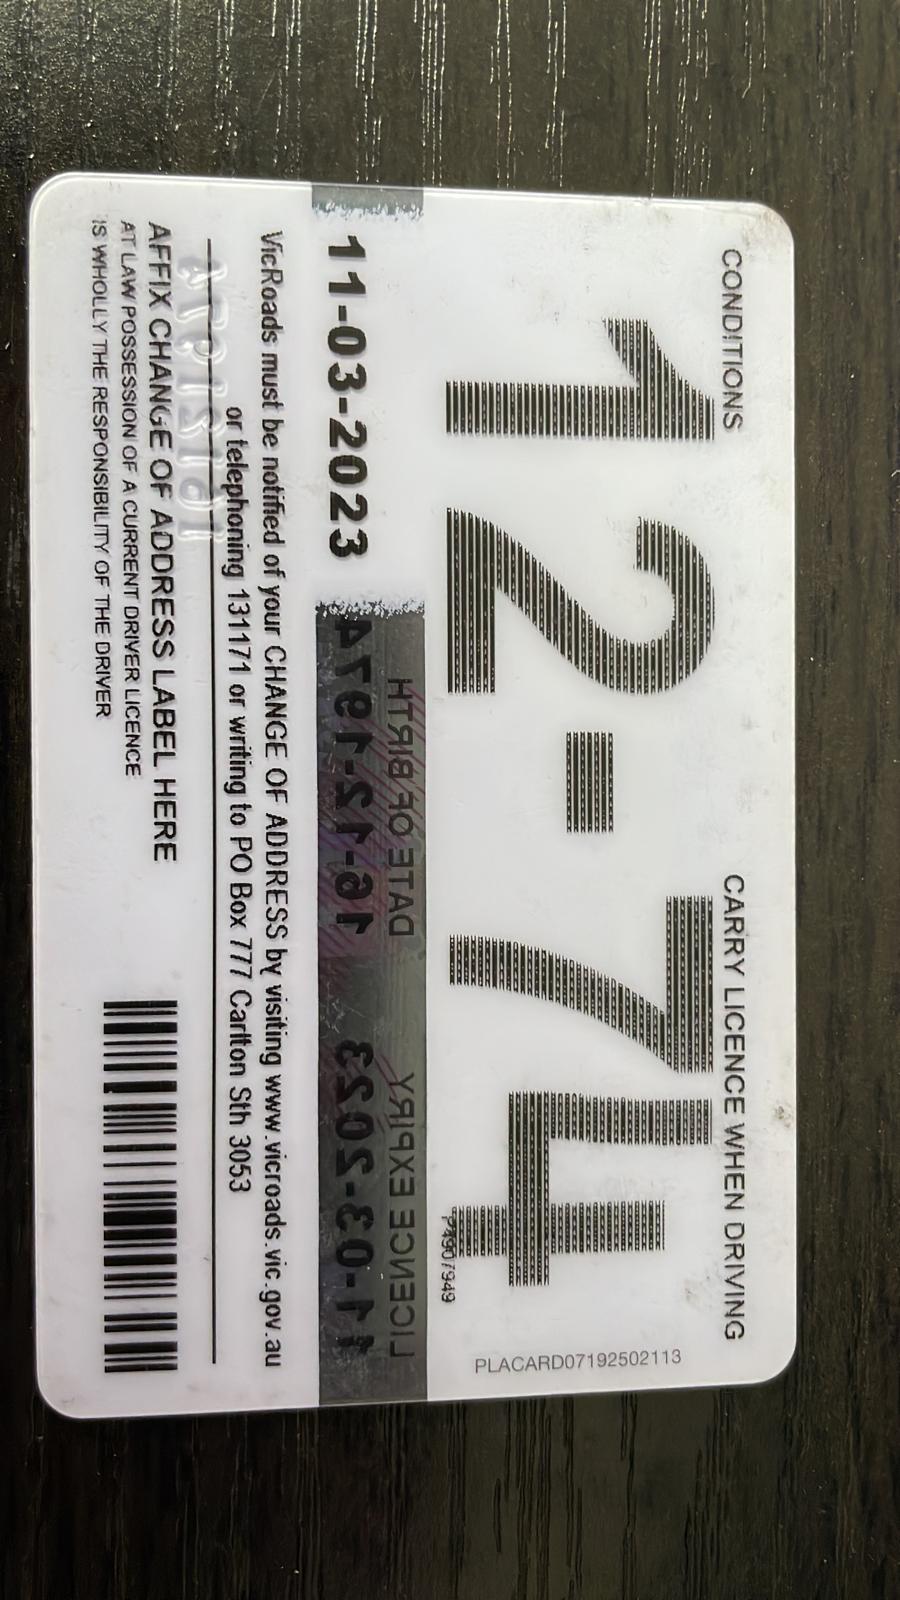 CONDITIONS
CARRY LICENCE WHEN DRIVING
12-74
P4907949
PLACARD07192502113
DATE OF BIRTH
LICENCE EXPIRY
11-03-2023
16-12-1974
11-03-2023
VicRoads must be notified of your CHANGE OF ADDRESS by visiting www.vicroads.vic.gov.au
or telephoning 131171 or writing to PO Box 777 Carlton Sth 3053
AFFIX CHANGE OF ADDRESS LABEL HERE
AT LAW POSSESSION OF A CURRENT DRIVER LICENCE
IS WHOLLY THE RESPONSIBILITY OF THE DRIVER